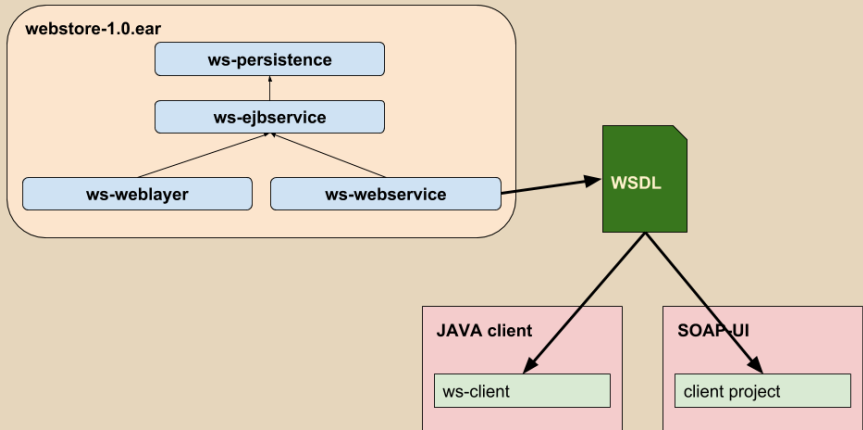 webstore-1.0.ear
ws-persistence
ws-ejbservice
ws-weblayer
ws-webservice
WSDL
JAVA client
SOAP-UI
ws-client
client project